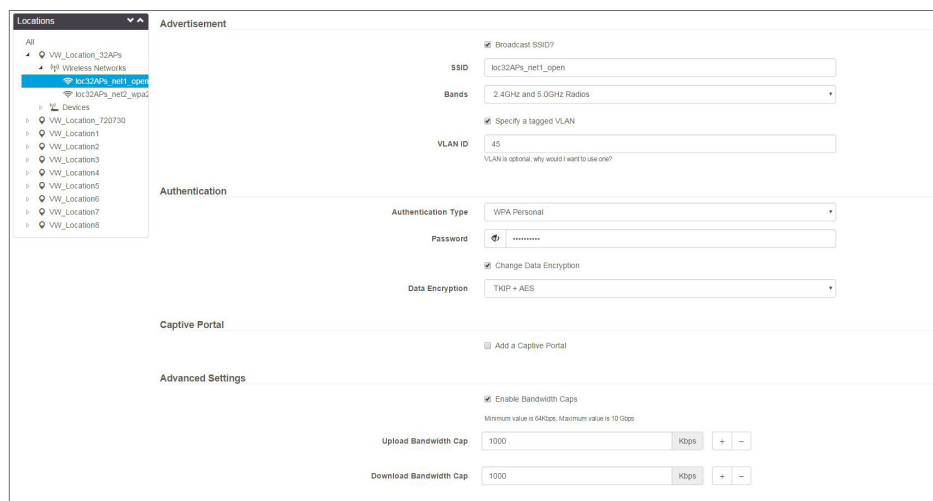 Locations
All
VW_Location_32APs
Wireless Networks
loc32APs_net1_open
loc32APs_net2_wpa2
Devices
VW_Location_720730
VW_Location1
VW_Location2
VW_Location3
VW_Location4
VW_Location5
VW_Location6
VW_Location7
VW_Location8
Advertisement
Broadcast SSID?
SSID loc32APs_net1_open
Bands 2.4GHz and 5.0GHz Radios
Specify a tagged VLAN
VLAN ID 45
VLAN is optional, why would I want to use one?
Authentication
Authentication Type WPA Personal
Password ••••••••••
Change Data Encryption
Data Encryption TKIP + AES
Captive Portal
Add a Captive Portal
Advanced Settings
Enable Bandwidth Caps
Minimum value is 64Kbps, Maximum value is 10 Gbps
Upload Bandwidth Cap 1000 Kbps + −
Download Bandwidth Cap 1000 Kbps + −